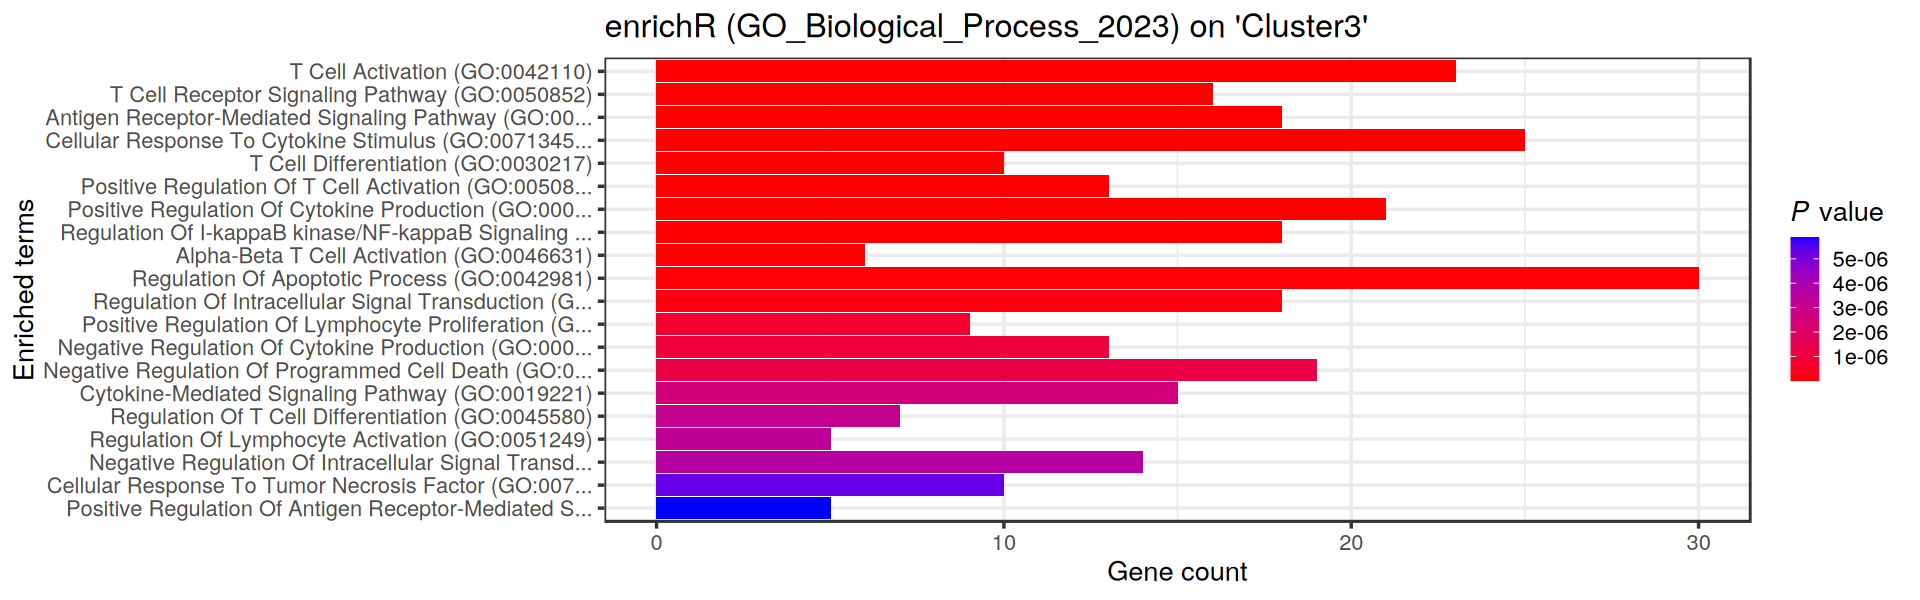 enrichR (GO_Biological_Process_2023) on 'Cluster3'
T Cell Activation (GO:0042110)
T Cell Receptor Signaling Pathway (GO:0050852)
Antigen Receptor-Mediated Signaling Pathway (GO:00...
Cellular Response To Cytokine Stimulus (GO:0071345...
T Cell Differentiation (GO:0030217)
Positive Regulation Of T Cell Activation (GO:00508...
Positive Regulation Of Cytokine Production (GO:000...
Regulation Of I-kappaB kinase/NF-kappaB Signaling ...
Alpha-Beta T Cell Activation (GO:0046631)
Regulation Of Apoptotic Process (GO:0042981)
Regulation Of Intracellular Signal Transduction (G...
Positive Regulation Of Lymphocyte Proliferation (G...
Negative Regulation Of Cytokine Production (GO:000...
Negative Regulation Of Programmed Cell Death (GO:0...
Cytokine-Mediated Signaling Pathway (GO:0019221)
Regulation Of T Cell Differentiation (GO:0045580)
Regulation Of Lymphocyte Activation (GO:0051249)
Negative Regulation Of Intracellular Signal Transd...
Cellular Response To Tumor Necrosis Factor (GO:007...
Positive Regulation Of Antigen Receptor-Mediated S...
Enriched terms
0 10 20 30
Gene count
P value
5e-06
4e-06
3e-06
2e-06
1e-06